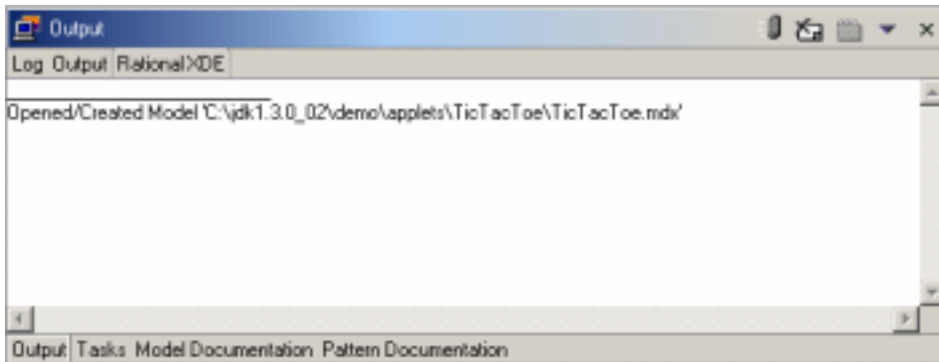 Output
Log Output Rational XDE
Opened/Created Model 'C:\jdk1.3.0_02\demo\applets\TicTacToe\TicTacToe.mdx'
Output Tasks Model Documentation Pattern Documentation